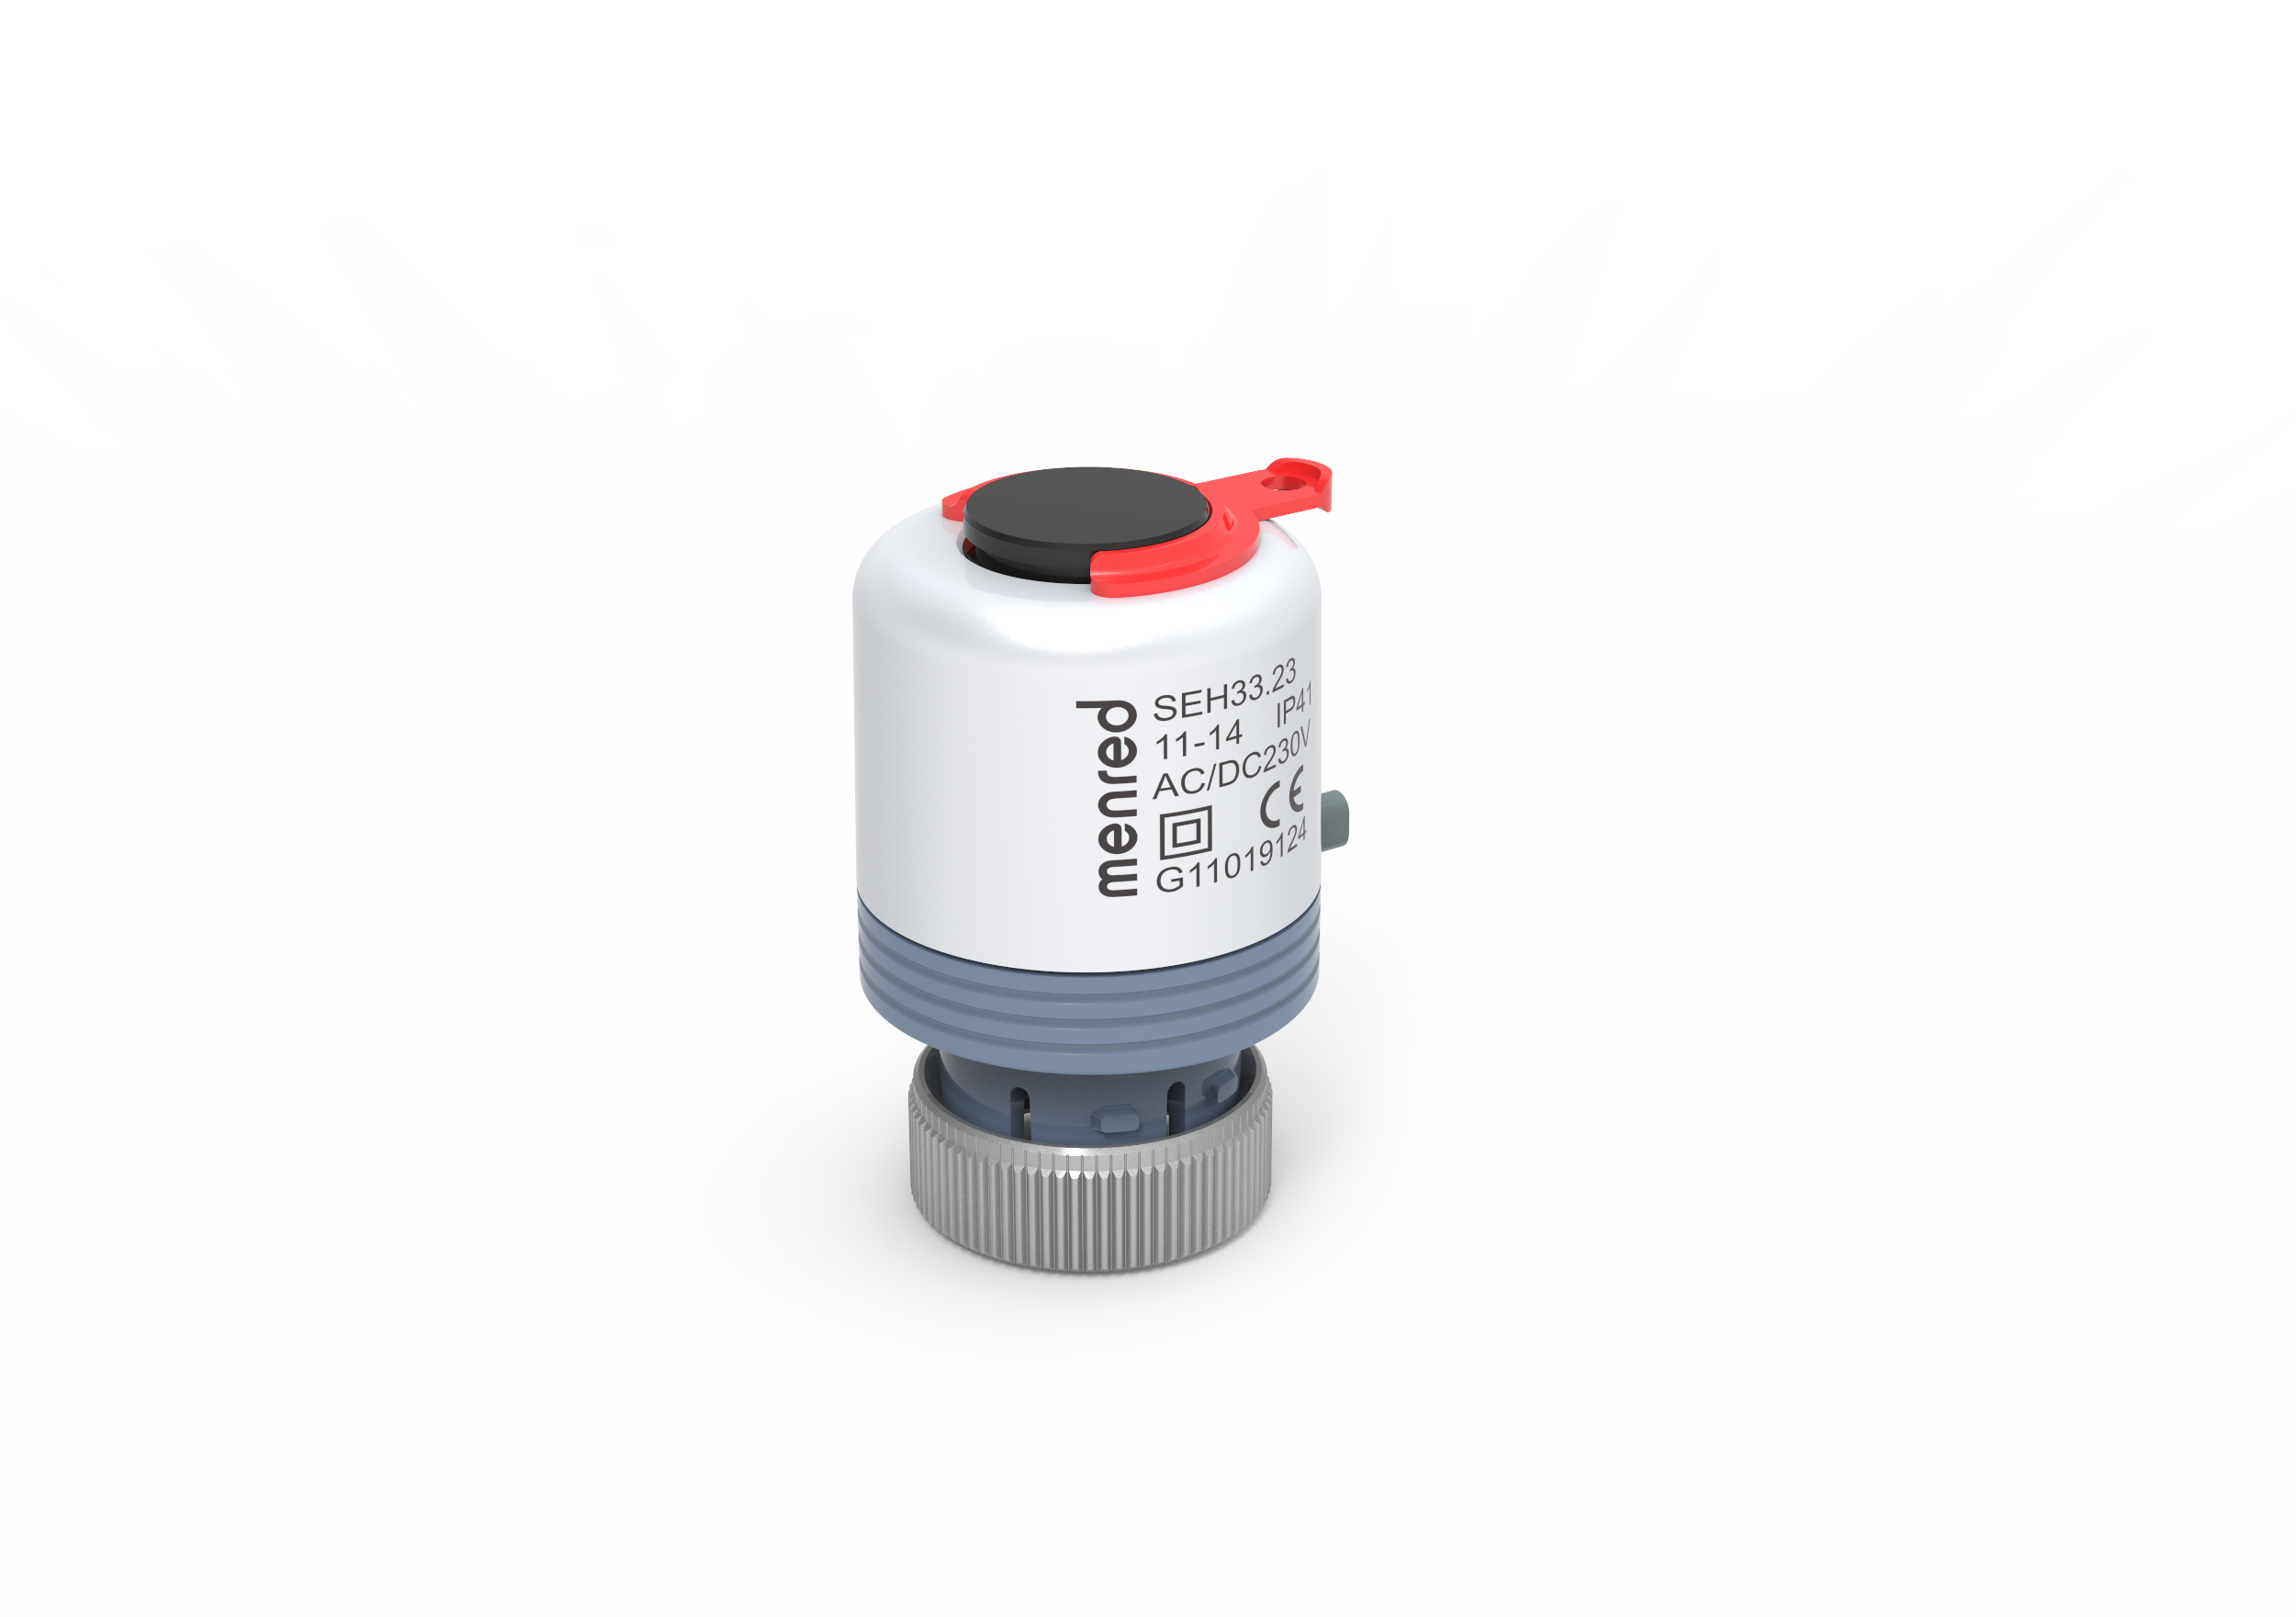 menred
SEH33.23
11-14 IP41
AC/DC230V
CE
G11019124